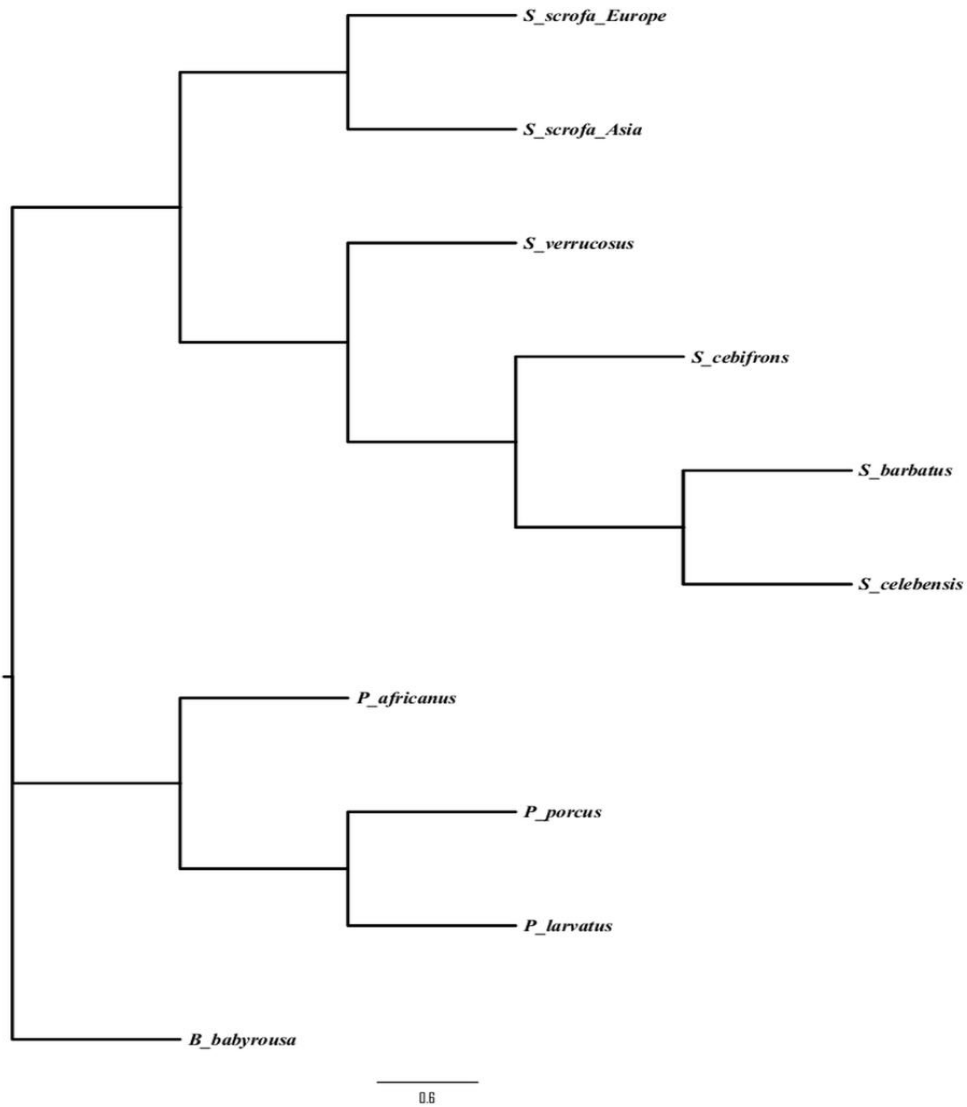 S_scrofa_Europe
S_scrofa_Asia
S_verrucosus
S_cebifrons
S_barbatus
S_celebensis
P_africanus
P_porcus
P_larvatus
B_babyrousa
0.6